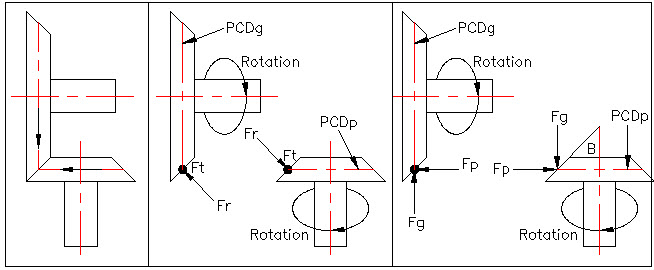 PCDg
Rotation
Fr
Ft
PCDp
Ft
Fr
Rotation
PCDg
Rotation
Fg
PCDp
B
Fp
Fp
Fg
Rotation